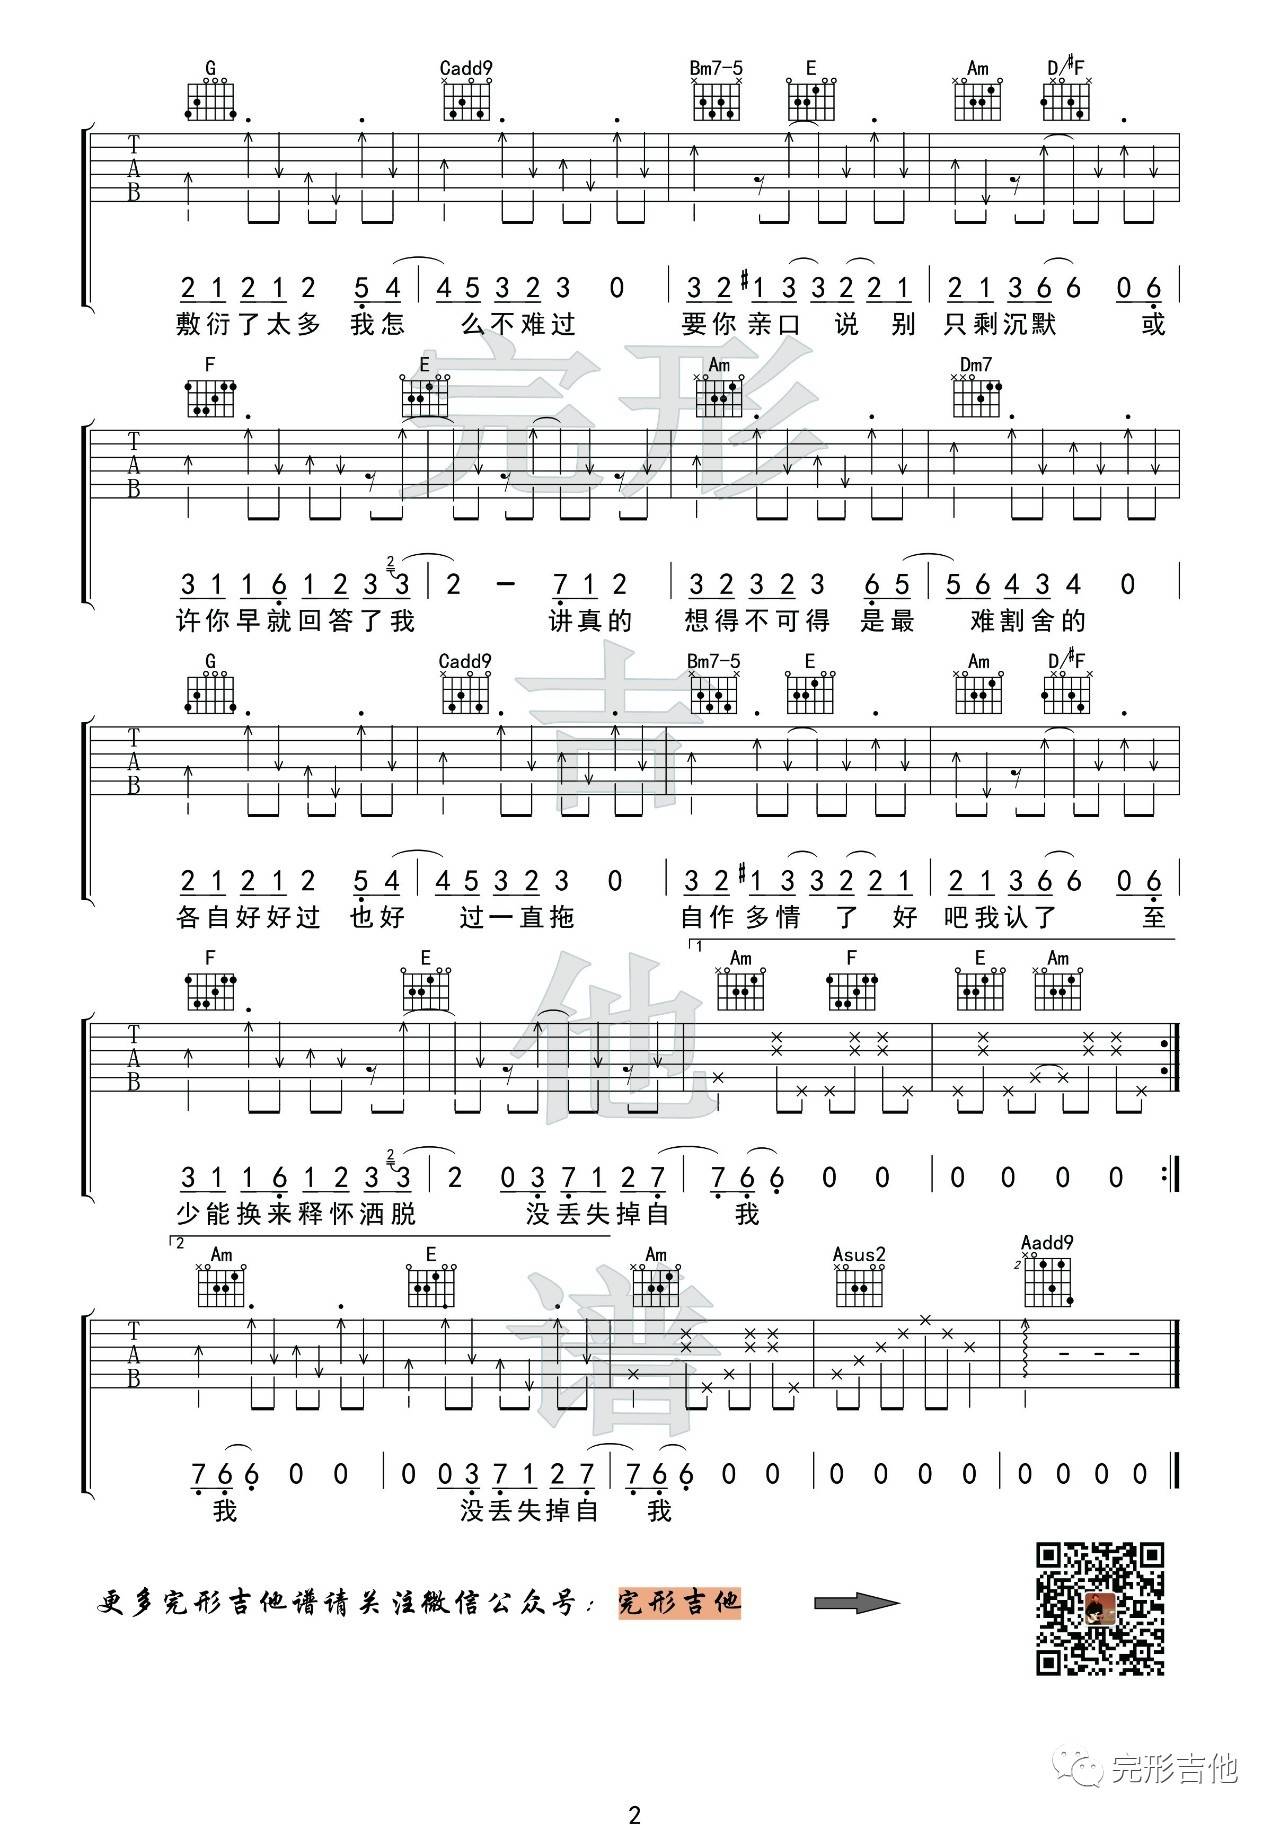 G Cadd9 Bm7-5 E Am D/#F
T
A
B
2 1 2 1 2 5 4 | 4 5 3 2 3 0 | 3 2 #1 3 3 2 2 1 | 2 1 3 6 6 0 6 |
敷衍了太多 我怎 么不难过 要你亲口 说 别 只剩沉默 或
F E Am Dm7
T
A
B
3 1 1 6 1 2 3 2 3 | 2 – 7 1 2 | 3 2 3 2 3 6 5 | 5 6 4 3 4 0 |
许你早就回答了我 讲真的 想得不可得 是最 难割舍的
G Cadd9 Bm7-5 E Am D/#F
T
A
B
2 1 2 1 2 5 4 | 4 5 3 2 3 0 | 3 2 #1 3 3 2 2 1 | 2 1 3 6 6 0 6 |
各自好好过 也好 过一直拖 自作多情 了 好 吧我认了 至
1
F E Am F E Am
T
A
B
3 1 1 6 1 2 3 2 3 | 2 0 3 7 1 2 7 | 7 6 6 0 0 | 0 0 0 0 :|
少能换来释怀洒脱 没丢失掉自 我
2
Am E Am Asus2 Aadd9
2
T
A
B
7 6 6 0 0 | 0 0 3 7 1 2 7 | 7 6 6 0 0 | 0 0 0 0 | 0 0 0 0 |
我 没丢失掉自 我
完形吉他谱
更多完形吉他谱请关注微信公众号：完形吉他
完形吉他
2